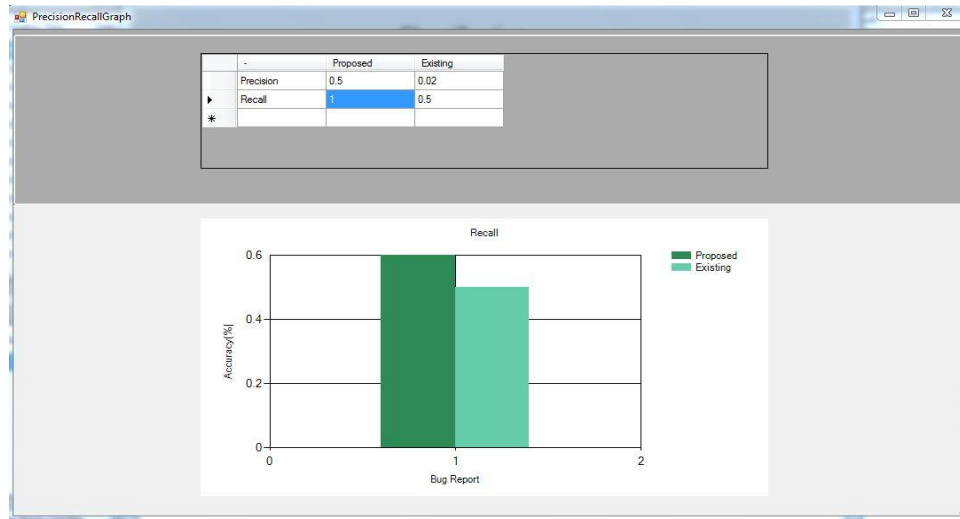 PrecisionRecallGraph
- Proposed Existing
Precision 0.5 0.02
Recall 1 0.5
Recall
Proposed
Existing
0.6
0.4
0.2
0
Accuracy[%]
0 1 2
Bug Report